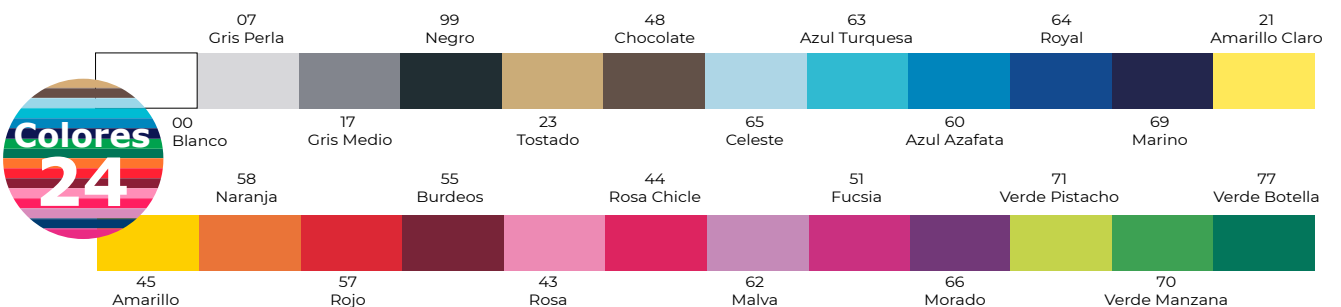 07
Gris Perla
99
Negro
48
Chocolate
63
Azul Turquesa
64
Royal
21
Amarillo Claro
Colores
24
00
Blanco
17
Gris Medio
23
Tostado
65
Celeste
60
Azul Azafata
69
Marino
58
Naranja
55
Burdeos
44
Rosa Chicle
51
Fucsia
71
Verde Pistacho
77
Verde Botella
45
Amarillo
57
Rojo
43
Rosa
62
Malva
66
Morado
70
Verde Manzana